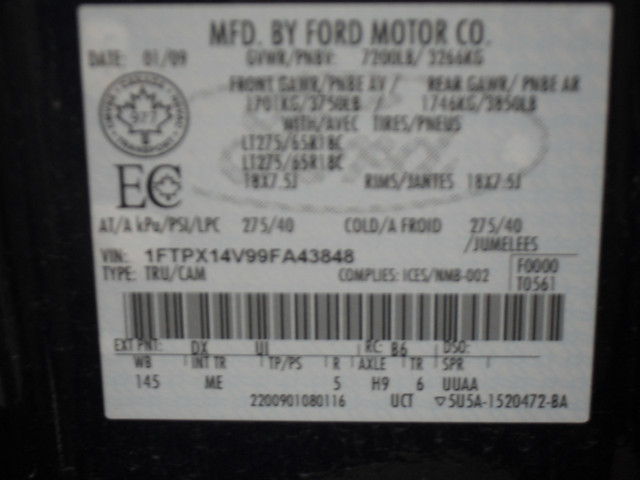 MFD. BY FORD MOTOR CO.
DATE: 01/09 GVWR/PNBV: 7200LB/ 3266KG
FRONT GAWR/PNBE AV / REAR GAWR/ PNBE AR
1701KG/3750LB / 1746KG/3850LB
WITH/AVEC TIRES/PNEUS
LT275/65R18C
LT275/65R18C
18X7.5J RIMS/JANTES 18X7.5J
EC
AT/A kPa/PSI/LPC 275/40 COLD/A FROID 275/40
/JUMELEES
VIN: 1FTPX14V99FA43848
TYPE: TRU/CAM COMPLIES: ICES/NMB-002 F0000
T0561
EXT PNT: DX UI RC: B6 DSO:
WB INT TR TP/PS R AXLE TR SPR
145 ME 5 H9 6 UUAA
2200901080116 UCT ▽5U5A-1520472-BA